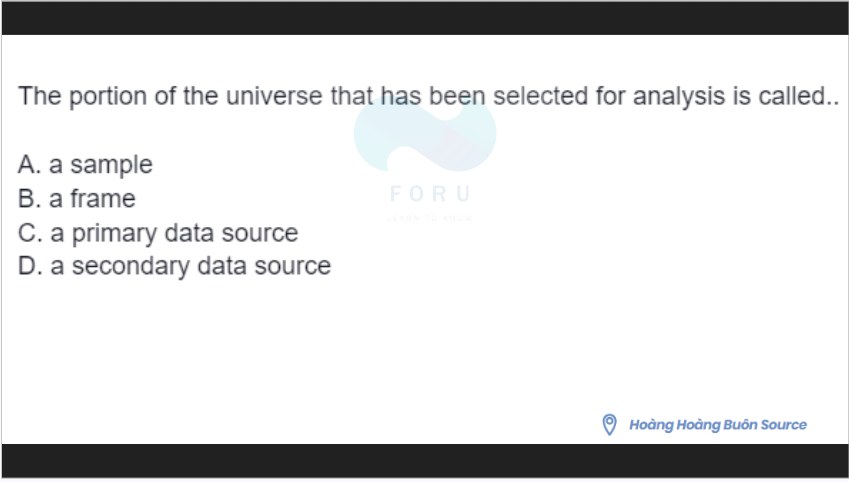 The portion of the universe that has been selected for analysis is called..
A. a sample
B. a frame
FORU
C. a primary data source
D. a secondary data source
Hoàng Hoàng Buôn Source